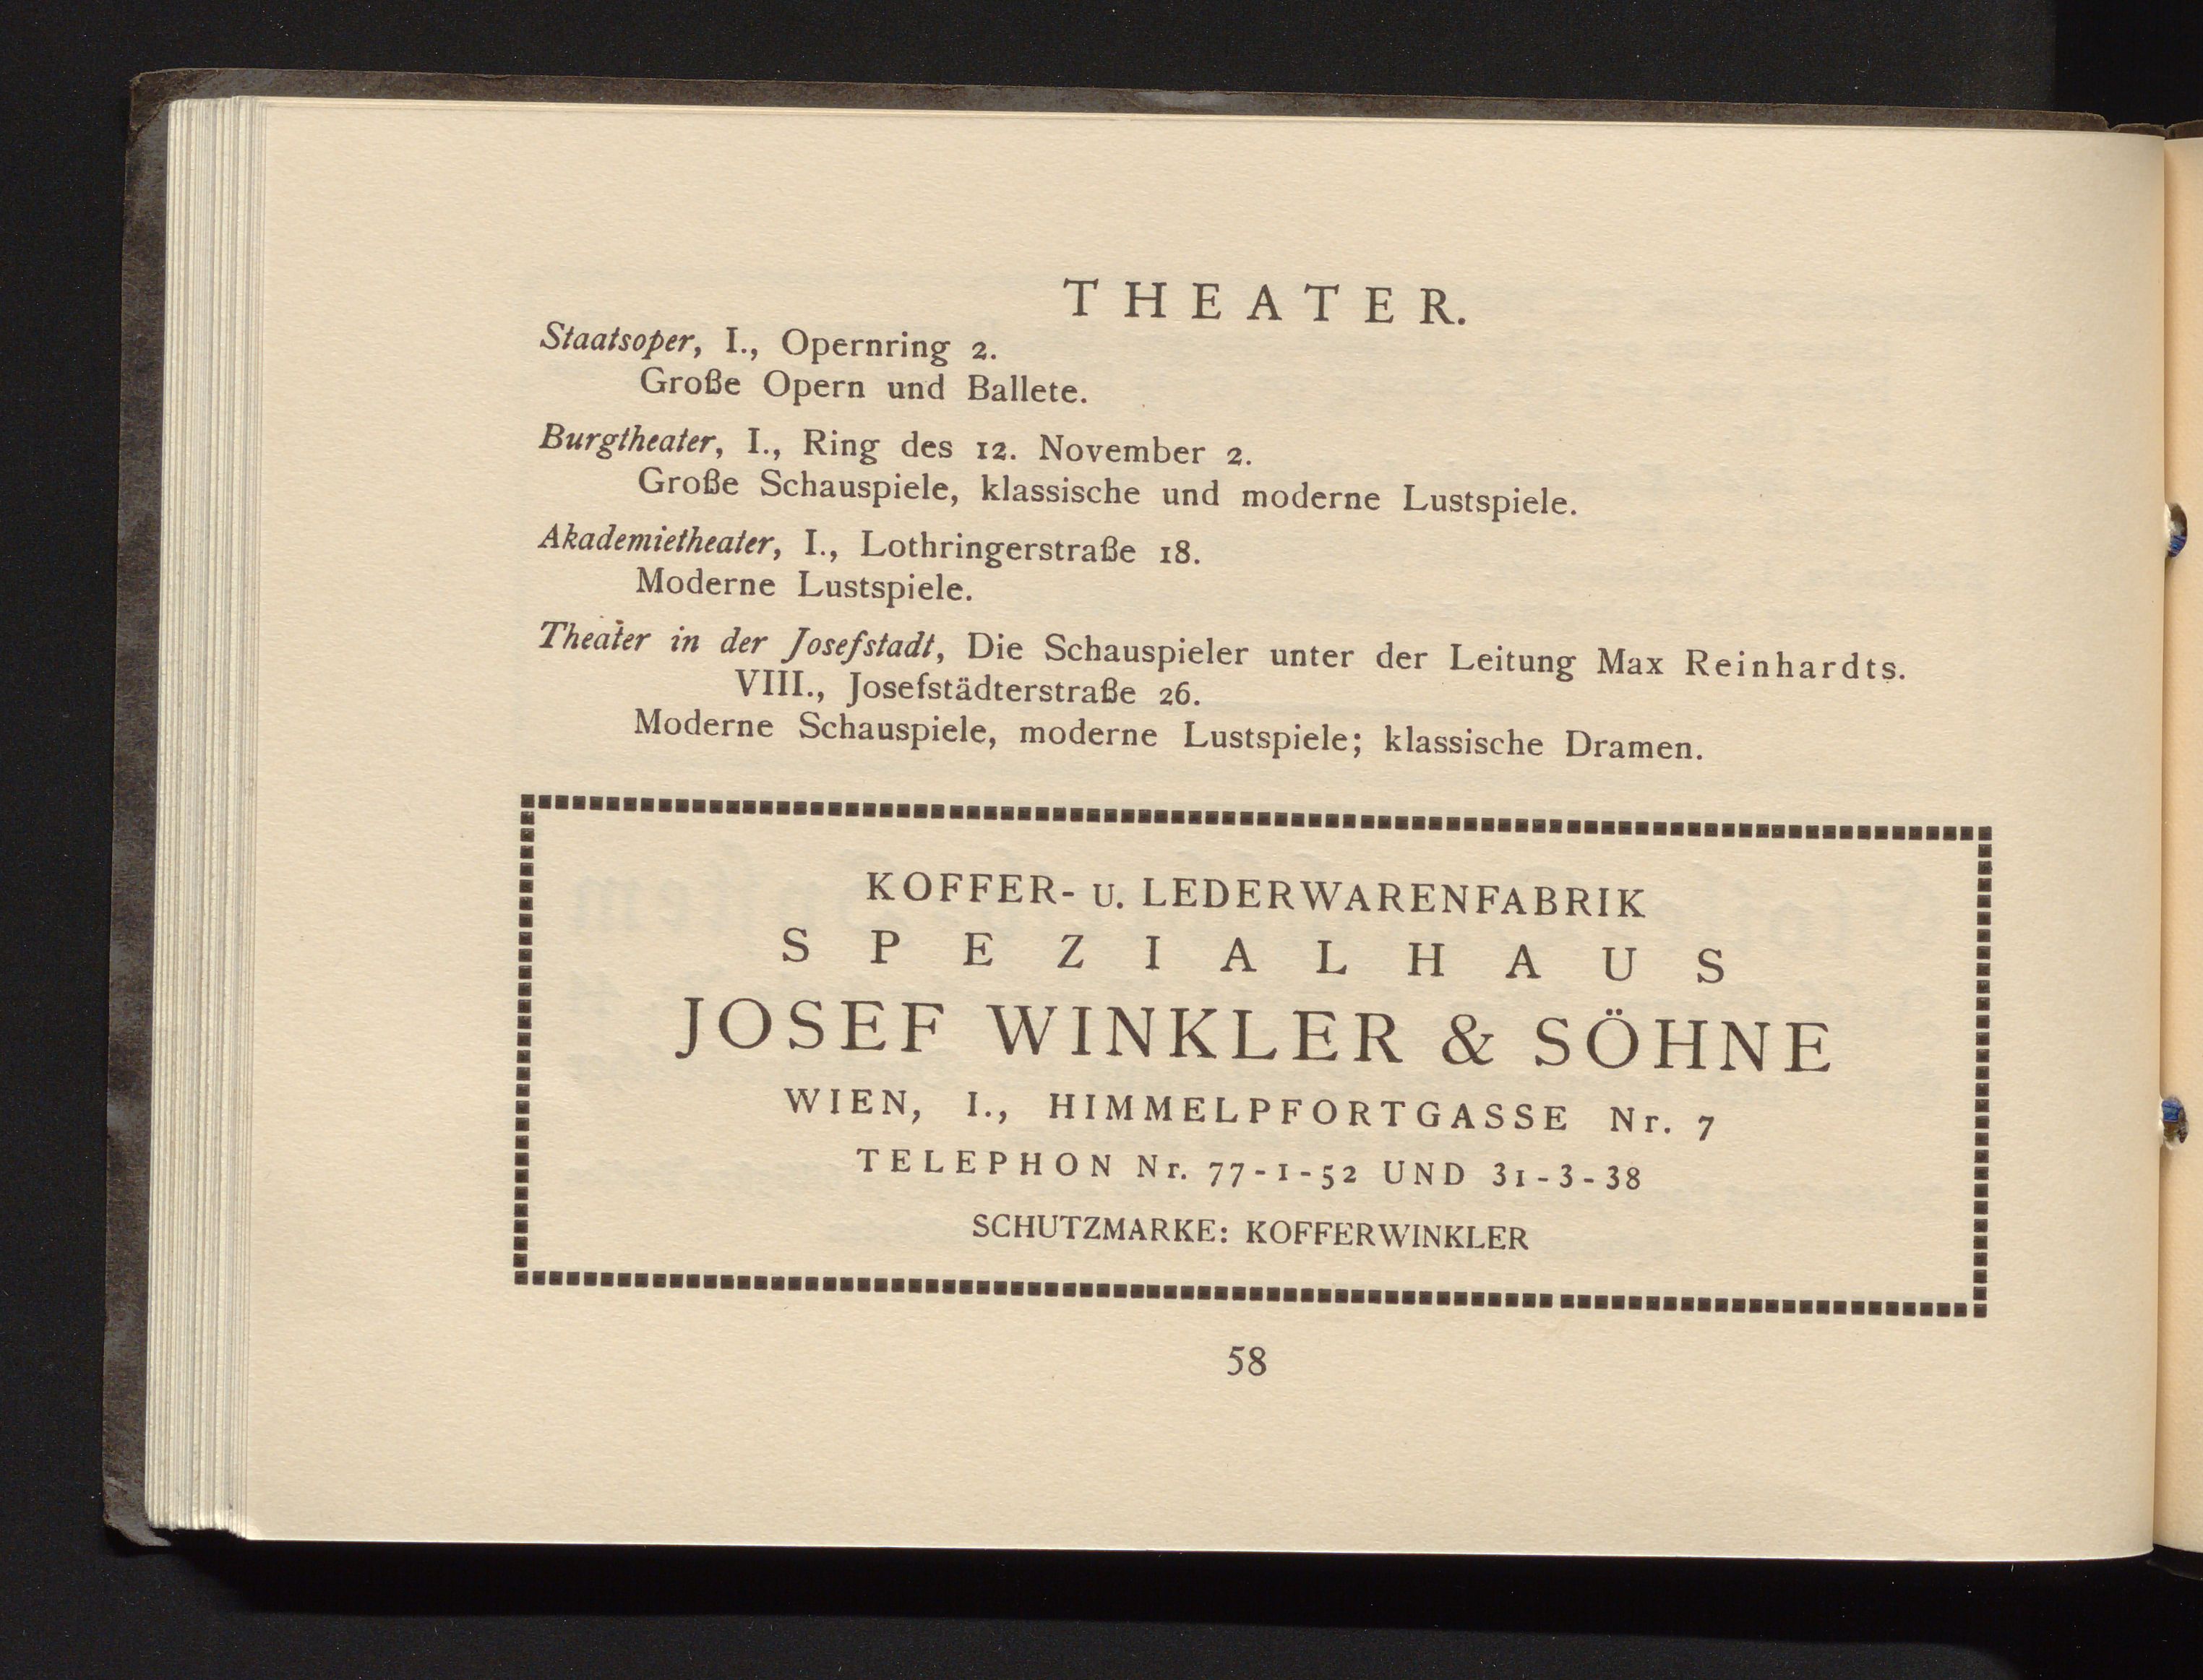 THEATER.
Staatsoper, I., Opernring 2.
Große Opern und Ballete.
Burgtheater, I., Ring des 12. November 2.
Große Schauspiele, klassische und moderne Lustspiele.
Akademietheater, I., Lothringerstraße 18.
Moderne Lustspiele.
Theater in der Josefstadt, Die Schauspieler unter der Leitung Max Reinhardts.
VIII., Josefstädterstraße 26.
Moderne Schauspiele, moderne Lustspiele; klassische Dramen.
KOFFER- U. LEDERWARENFABRIK
SPEZIALHAUS
JOSEF WINKLER & SÖHNE
WIEN, I., HIMMELPFORTGASSE Nr. 7
TELEPHON Nr. 77-1-52 UND 31-3-38
SCHUTZMARKE: KOFFERWINKLER
58